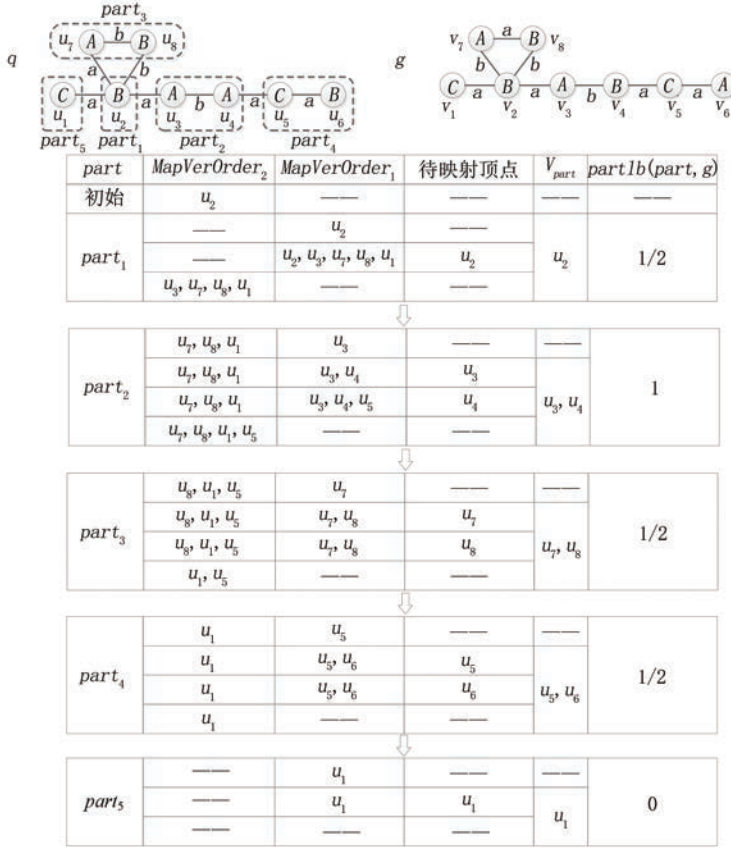 part₃
q u₇ A b B u₈ g v₇ A a B v₈
a b b b
C a B a A b A a C a B C a B a A b B a C a A
u₁ u₂ u₃ u₄ u₅ u₆ v₁ v₂ v₃ v₄ v₅ v₆
part₅ part₁ part₂ part₄
part MapVerOrder₂ MapVerOrder₁ 待映射顶点 V_part partlb(part, g)
初始 u₂ —— —— —— ——
—— u₂ ——
part₁ —— u₂, u₃, u₇, u₈, u₁ u₂ u₂ 1/2
u₃, u₇, u₈, u₁ —— ——
u₇, u₈, u₁ u₃ —— ——
u₇, u₈, u₁ u₃, u₄ u₃
part₂ u₇, u₈, u₁ u₃, u₄, u₅ u₄ u₃, u₄ 1
u₇, u₈, u₁, u₅ —— ——
u₈, u₁, u₅ u₇ —— ——
u₈, u₁, u₅ u₇, u₈ u₇
part₃ u₈, u₁, u₅ u₇, u₈ u₈ u₇, u₈ 1/2
u₁, u₅ —— ——
u₁ u₅ —— ——
u₁ u₅, u₆ u₅
part₄ u₁ u₅, u₆ u₆ u₅, u₆ 1/2
u₁ —— ——
—— u₁ —— ——
part₅ —— u₁ u₁ u₁ 0
—— —— ——